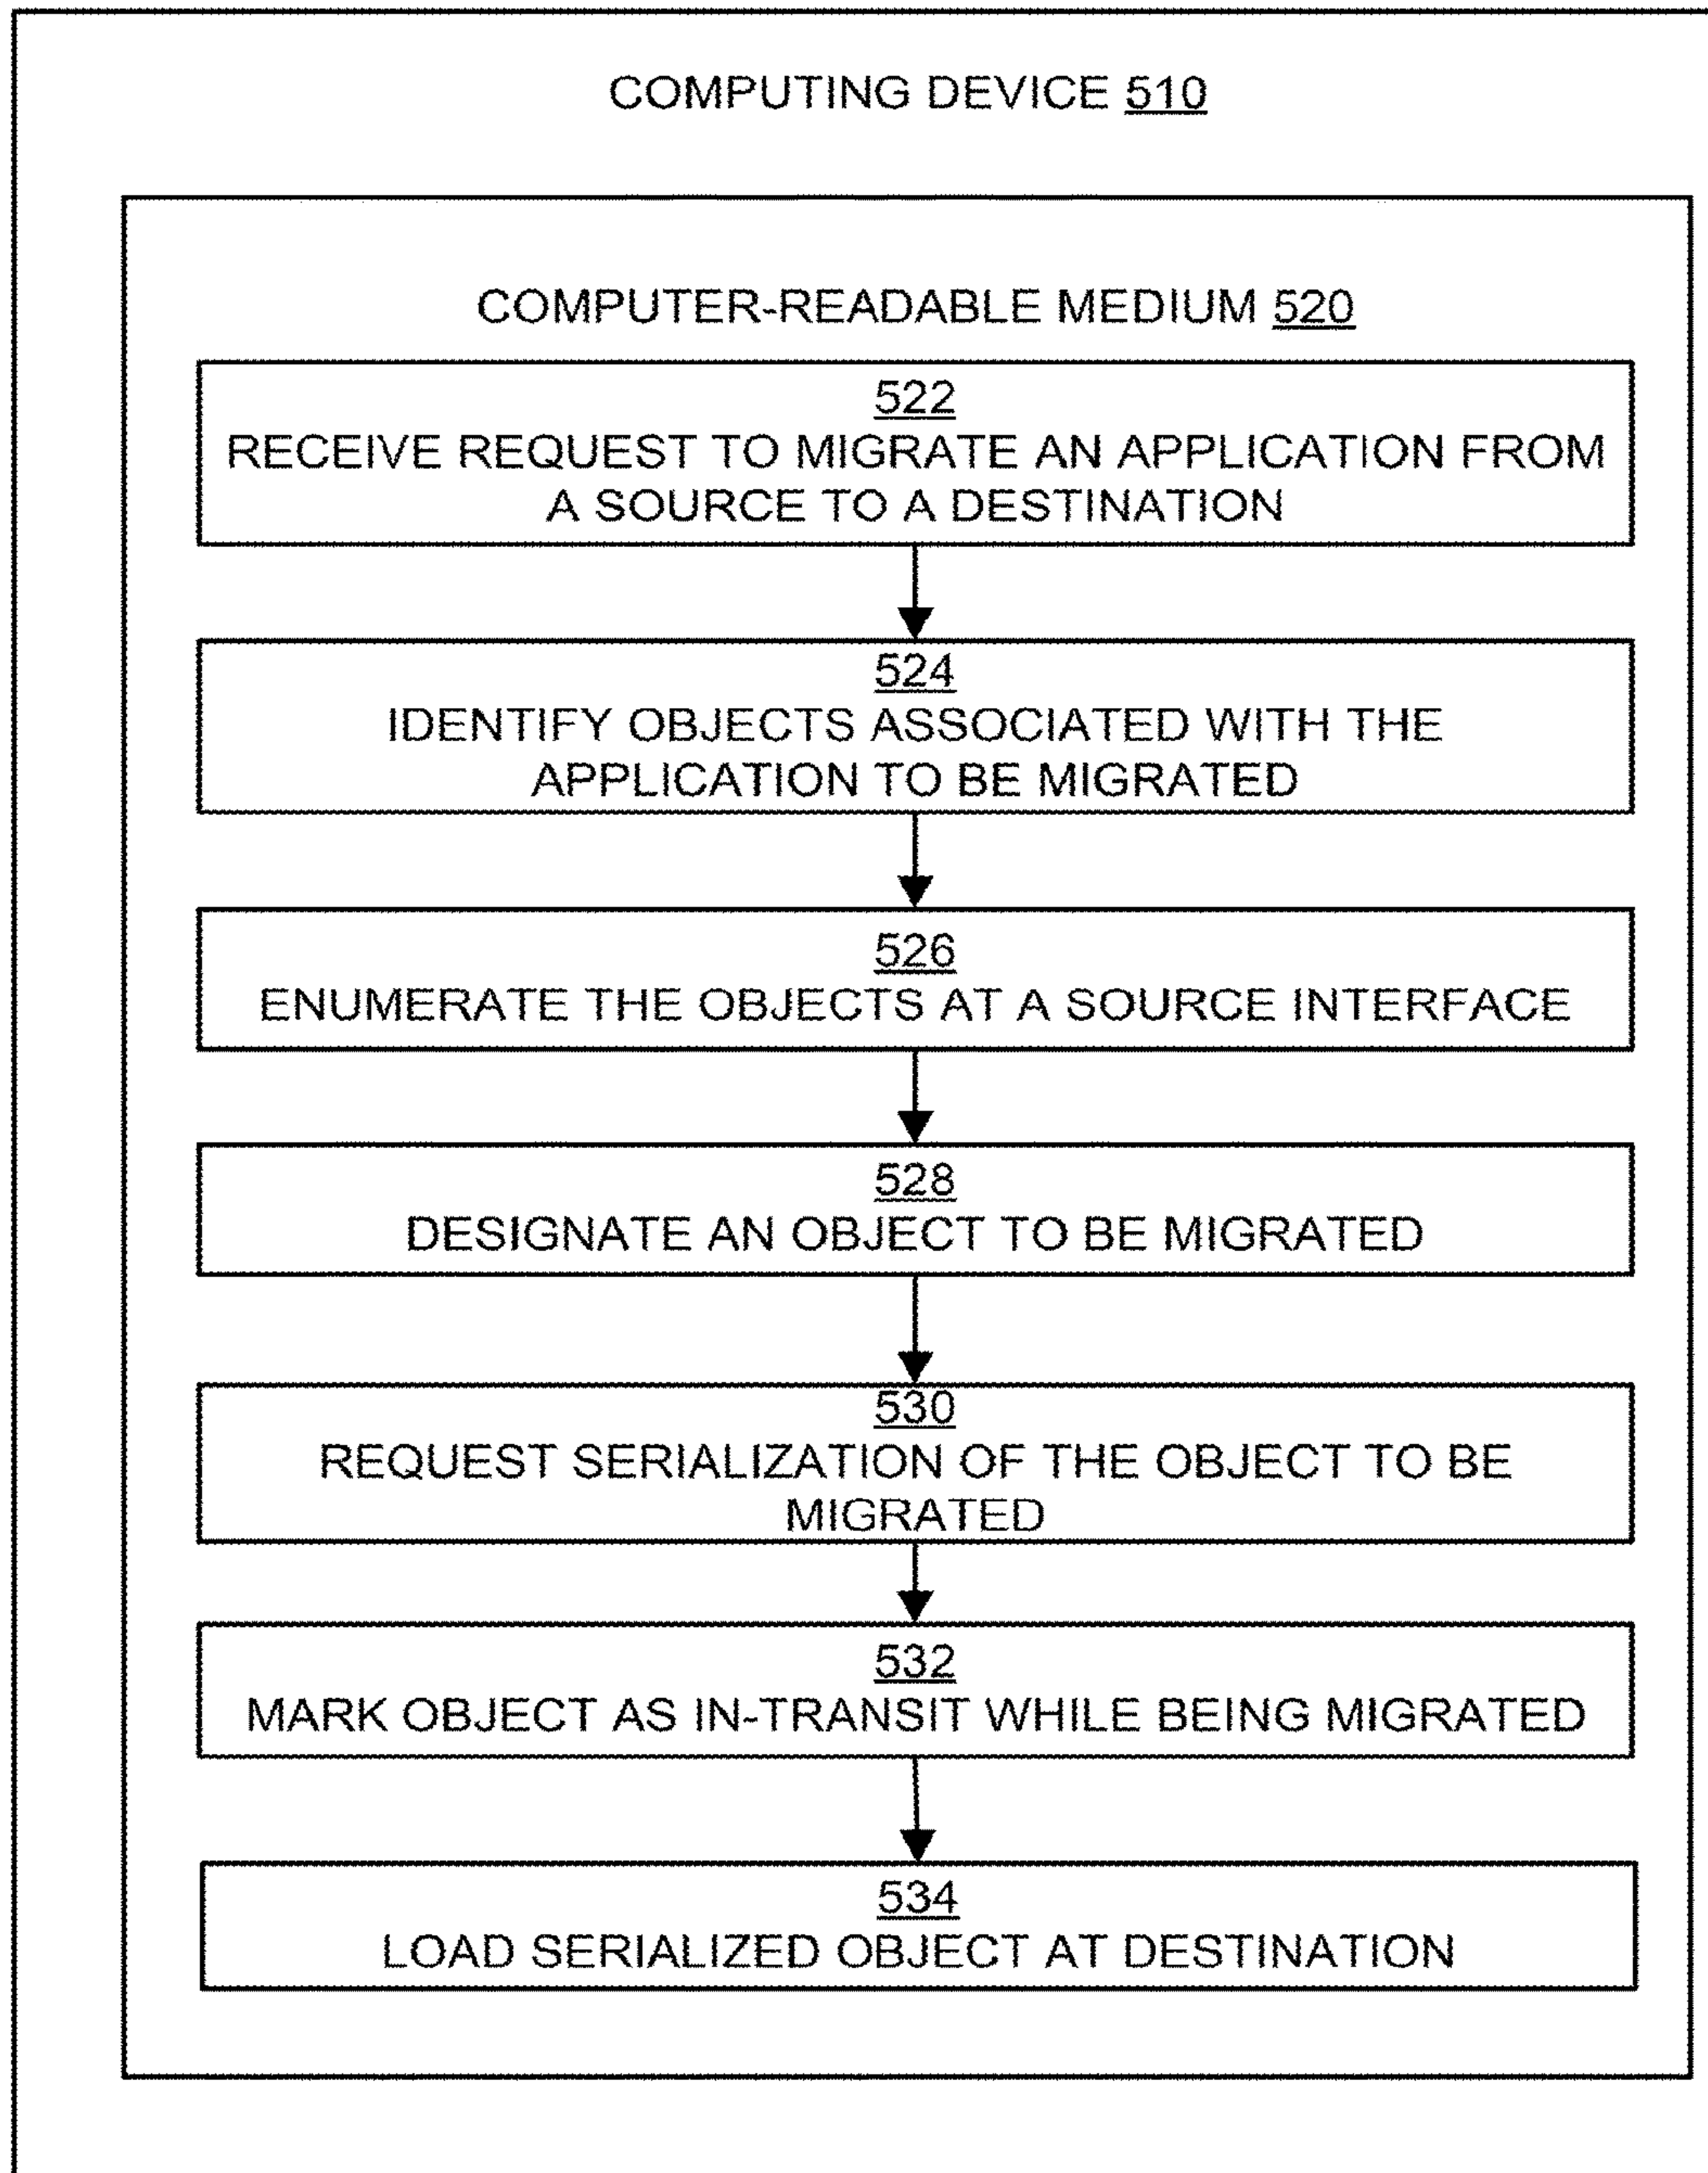 COMPUTING DEVICE 510
COMPUTER-READABLE MEDIUM 520
522
RECEIVE REQUEST TO MIGRATE AN APPLICATION FROM
A SOURCE TO A DESTINATION
524
IDENTIFY OBJECTS ASSOCIATED WITH THE
APPLICATION TO BE MIGRATED
526
ENUMERATE THE OBJECTS AT A SOURCE INTERFACE
528
DESIGNATE AN OBJECT TO BE MIGRATED
530
REQUEST SERIALIZATION OF THE OBJECT TO BE
MIGRATED
532
MARK OBJECT AS IN-TRANSIT WHILE BEING MIGRATED
534
LOAD SERIALIZED OBJECT AT DESTINATION